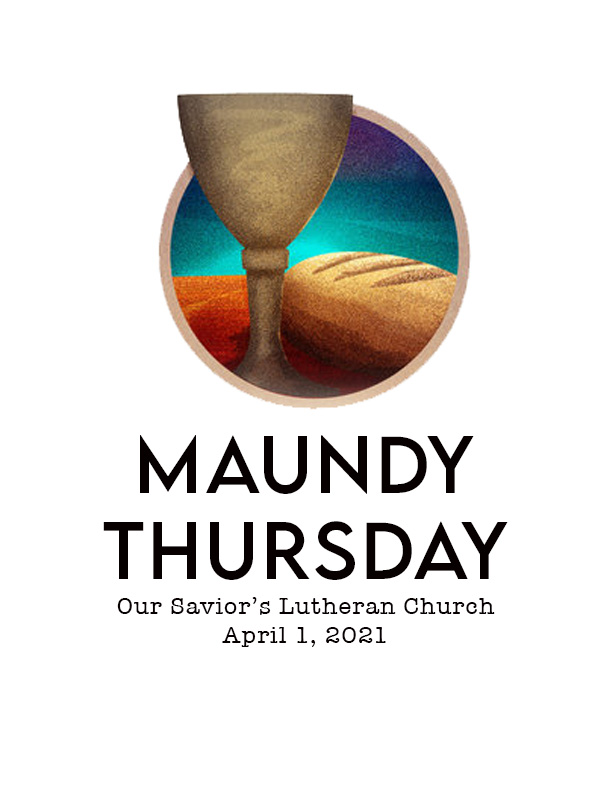 MAUNDY
THURSDAY
Our Savior’s Lutheran Church
April 1, 2021